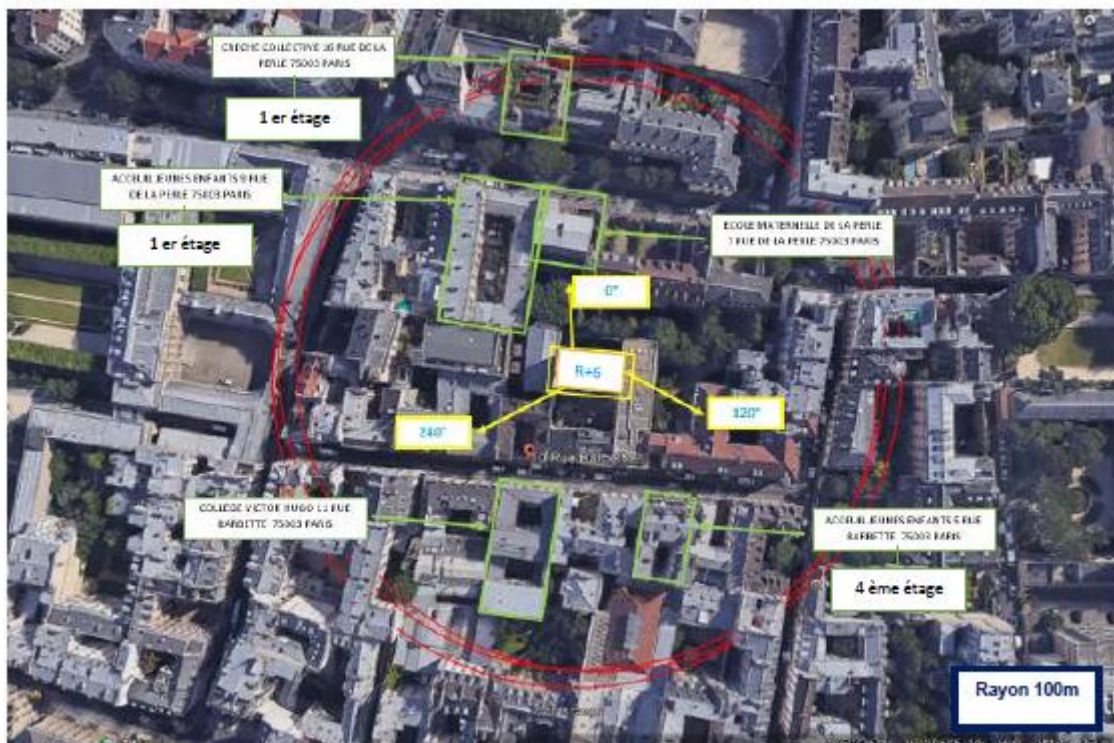 CRECHE COLLECTIVE 16 RUE DE LA
PERLE 75003 PARIS
1 er étage
ACCEUIL JEUNES ENFANTS 9 RUE
DE LA PERLE 75003 PARIS
1 er étage
ECOLE MATERNELLE DE LA PERLE
7 RUE DE LA PERLE 75003 PARIS
0°
R+6
120°
240°
COLLEGE VICTOR HUGO 11 RUE
BARBETTE 75003 PARIS
ACCEUIL JEUNES ENFANTS 5 RUE
BARBETTE 75003 PARIS
4 ème étage
Rayon 100m